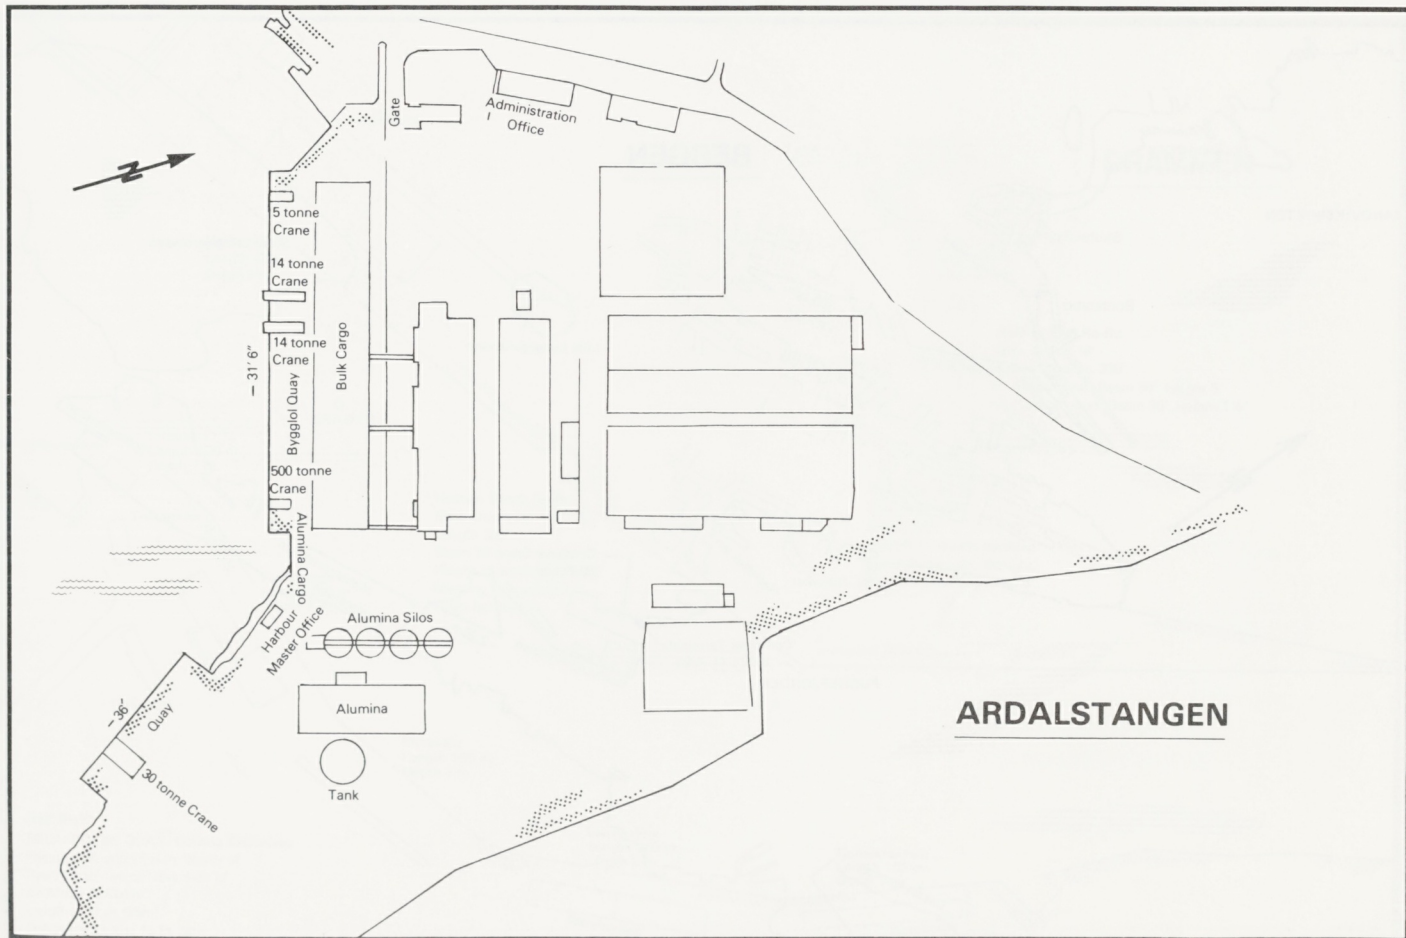 Gate
Administration
Office
N
5 tonne
Crane
14 tonne
Crane
14 tonne
Crane
– 31' 6"
Byggløl Quay
Bulk Cargo
500 tonne
Crane
Alumina Cargo
Harbour
Master Office
Alumina Silos
Alumina
Tank
– 36'
Quay
30 tonne Crane
ARDALSTANGEN